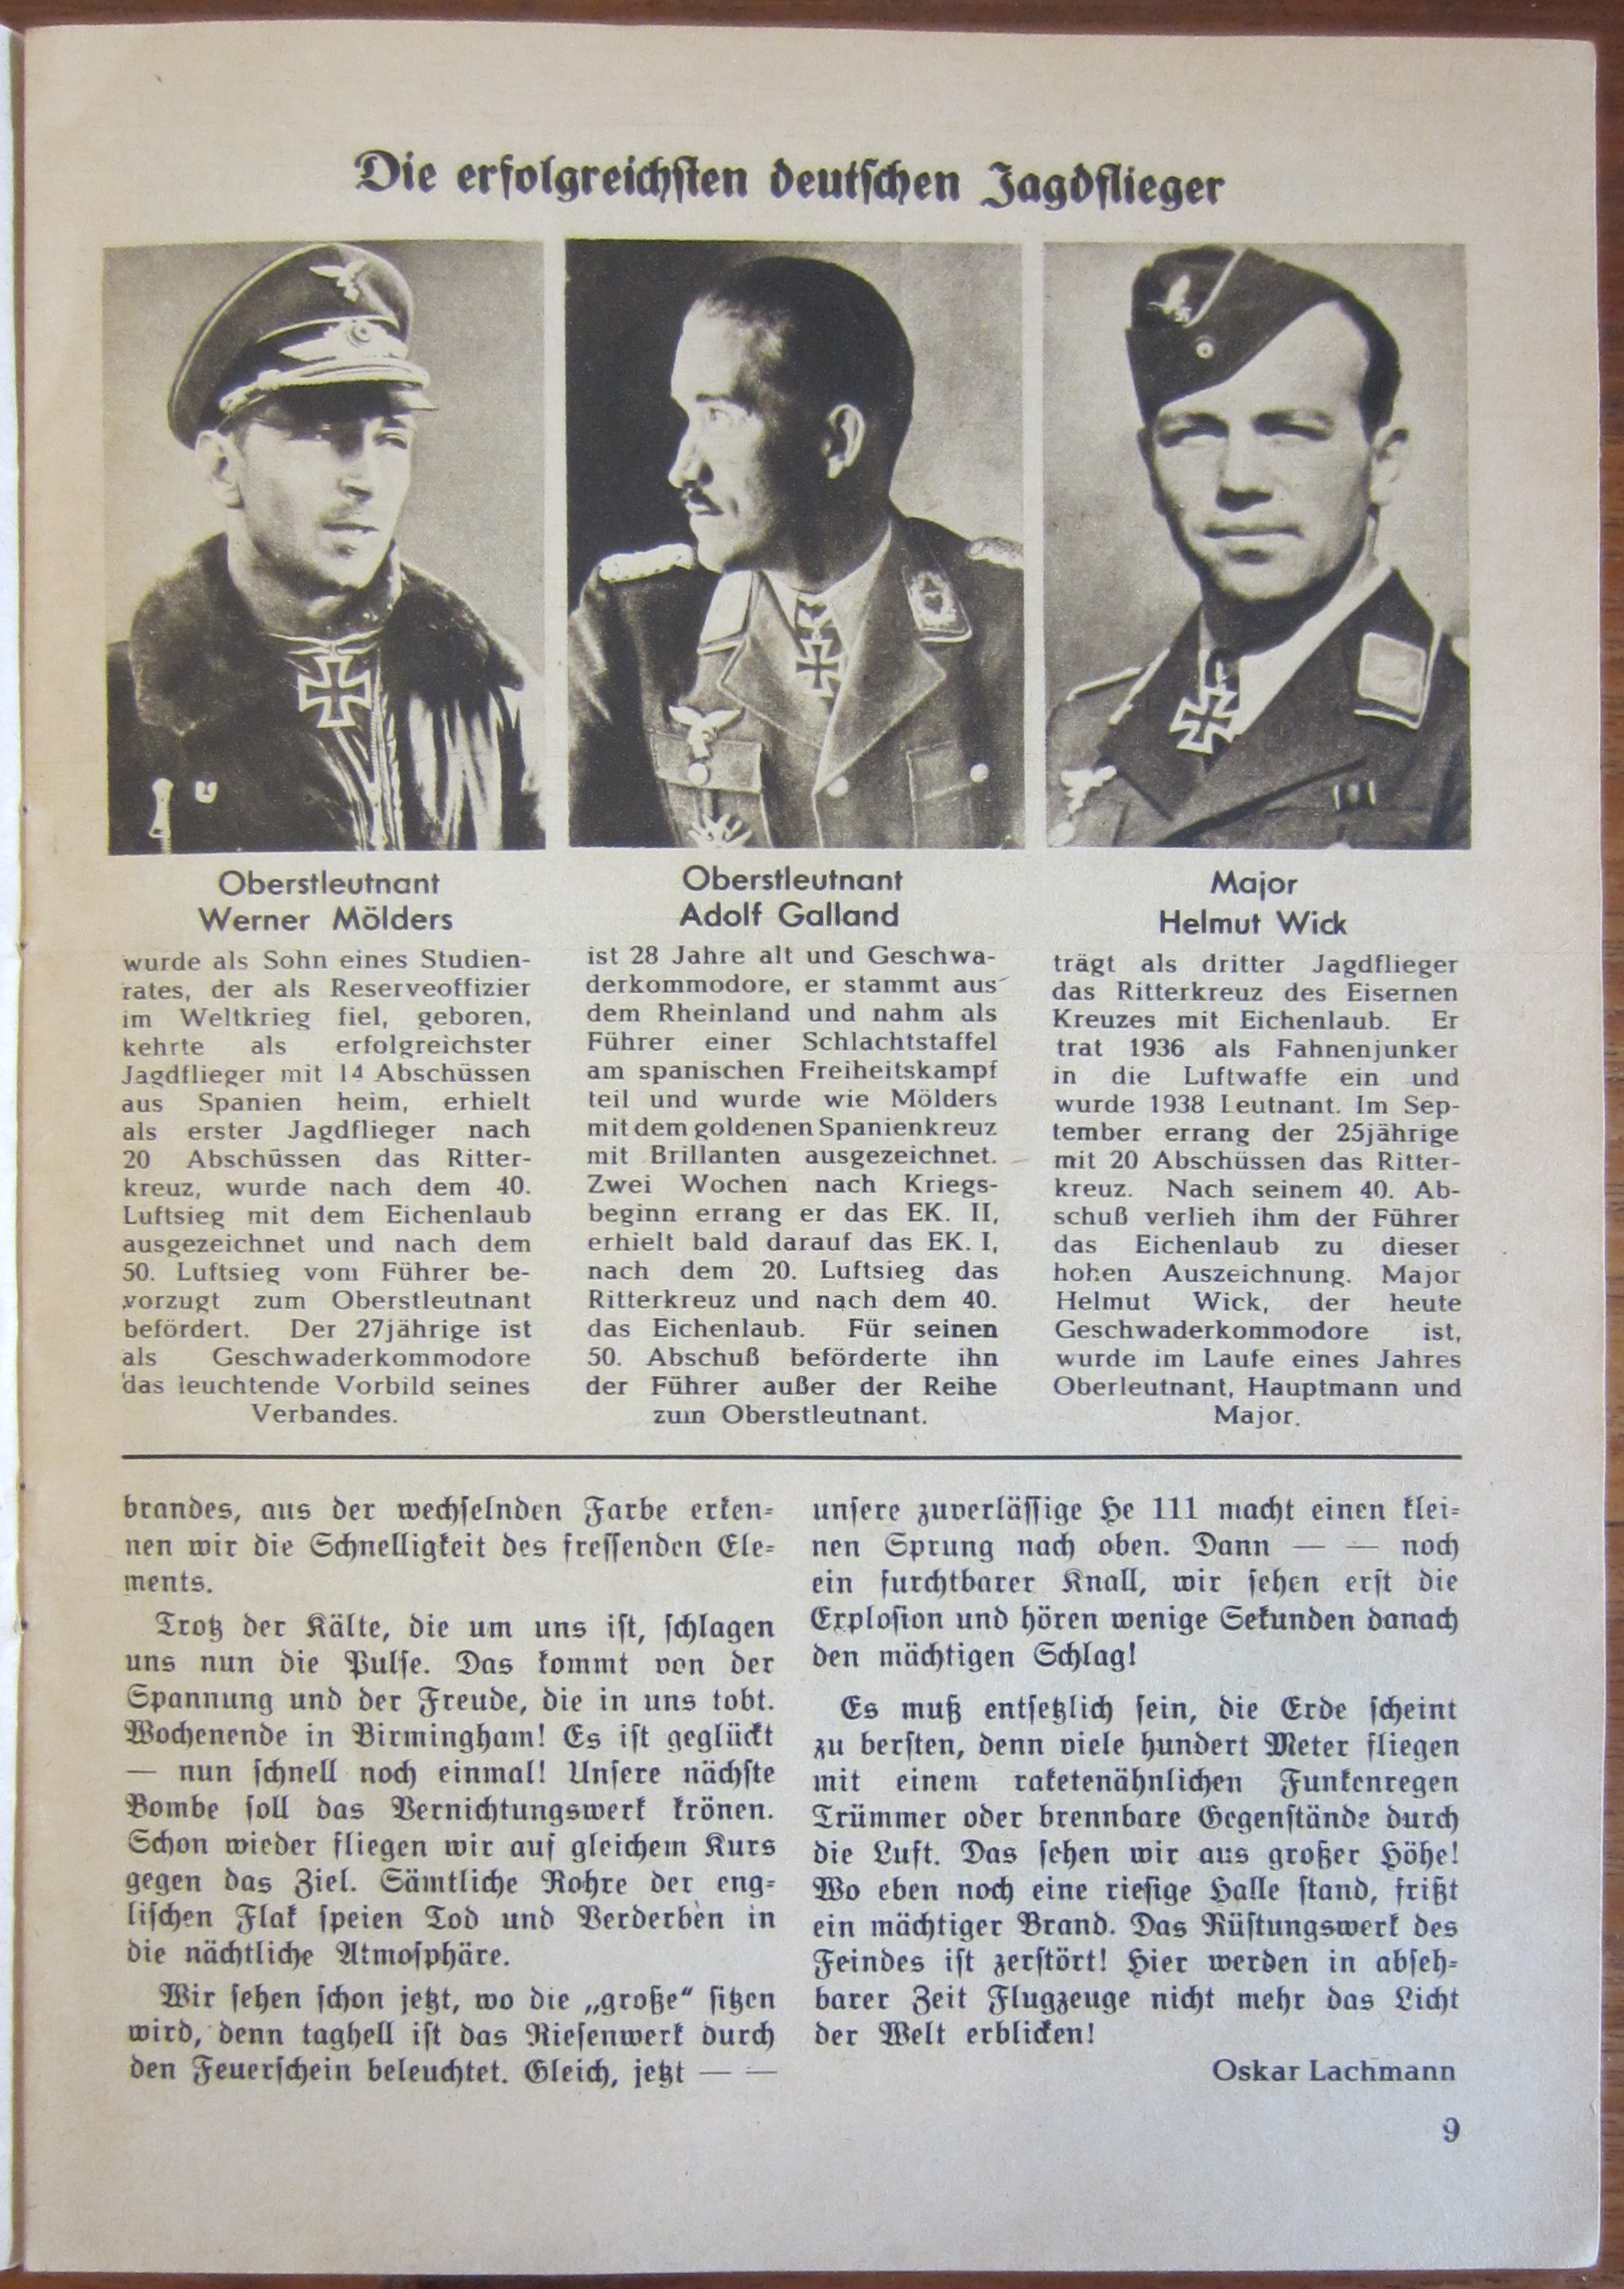 Die erfolgreichsten deutschen Jagdflieger
Oberstleutnant
Werner Mölders
wurde als Sohn eines Studien-
rates, der als Reserveoffizier
im Weltkrieg fiel, geboren,
kehrte als erfolgreichster
Jagdflieger mit 14 Abschüssen
aus Spanien heim, erhielt
als erster Jagdflieger nach
20 Abschüssen das Ritter-
kreuz, wurde nach dem 40.
Luftsieg mit dem Eichenlaub
ausgezeichnet und nach dem
50. Luftsieg vom Führer be-
vorzugt zum Oberstleutnant
befördert. Der 27jährige ist
als Geschwaderkommodore
das leuchtende Vorbild seines
Verbandes.
Oberstleutnant
Adolf Galland
ist 28 Jahre alt und Geschwa-
derkommodore, er stammt aus
dem Rheinland und nahm als
Führer einer Schlachtstaffel
am spanischen Freiheitskampf
teil und wurde wie Mölders
mit dem goldenen Spanienkreuz
mit Brillanten ausgezeichnet.
Zwei Wochen nach Kriegs-
beginn errang er das EK. II,
erhielt bald darauf das EK. I,
nach dem 20. Luftsieg das
Ritterkreuz und nach dem 40.
das Eichenlaub. Für seinen
50. Abschuß beförderte ihn
der Führer außer der Reihe
zum Oberstleutnant.
Major
Helmut Wick
trägt als dritter Jagdflieger
das Ritterkreuz des Eisernen
Kreuzes mit Eichenlaub. Er
trat 1936 als Fahnenjunker
in die Luftwaffe ein und
wurde 1938 Leutnant. Im Sep-
tember errang der 25jährige
mit 20 Abschüssen das Ritter-
kreuz. Nach seinem 40. Ab-
schuß verlieh ihm der Führer
das Eichenlaub zu dieser
hohen Auszeichnung. Major
Helmut Wick, der heute
Geschwaderkommodore ist,
wurde im Laufe eines Jahres
Oberleutnant, Hauptmann und
Major.
brandes, aus der wechselnden Farbe erken-
nen wir die Schnelligkeit des fressenden Ele-
ments.
Trotz der Kälte, die um uns ist, schlagen
uns nun die Pulse. Das kommt von der
Spannung und der Freude, die in uns tobt.
Wochenende in Birmingham! Es ist geglückt
— nun schnell noch einmal! Unsere nächste
Bombe soll das Vernichtungswerk krönen.
Schon wieder fliegen wir auf gleichem Kurs
gegen das Ziel. Sämtliche Rohre der eng-
lischen Flak speien Tod und Verderben in
die nächtliche Atmosphäre.
Wir sehen schon jetzt, wo die „große“ sitzen
wird, denn taghell ist das Riesenwerk durch
den Feuerschein beleuchtet. Gleich, jetzt — —
unsere zuverlässige He 111 macht einen klei-
nen Sprung nach oben. Dann — — noch
ein furchtbarer Knall, wir sehen erst die
Explosion und hören wenige Sekunden danach
den mächtigen Schlag!
Es muß entsetzlich sein, die Erde scheint
zu bersten, denn viele hundert Meter fliegen
mit einem raketenähnlichen Funkenregen
Trümmer oder brennbare Gegenstände durch
die Luft. Das sehen wir aus großer Höhe!
Wo eben noch eine riesige Halle stand, frißt
ein mächtiger Brand. Das Rüstungswerk des
Feindes ist zerstört! Hier werden in abseh-
barer Zeit Flugzeuge nicht mehr das Licht
der Welt erblicken!
Oskar Lachmann
9